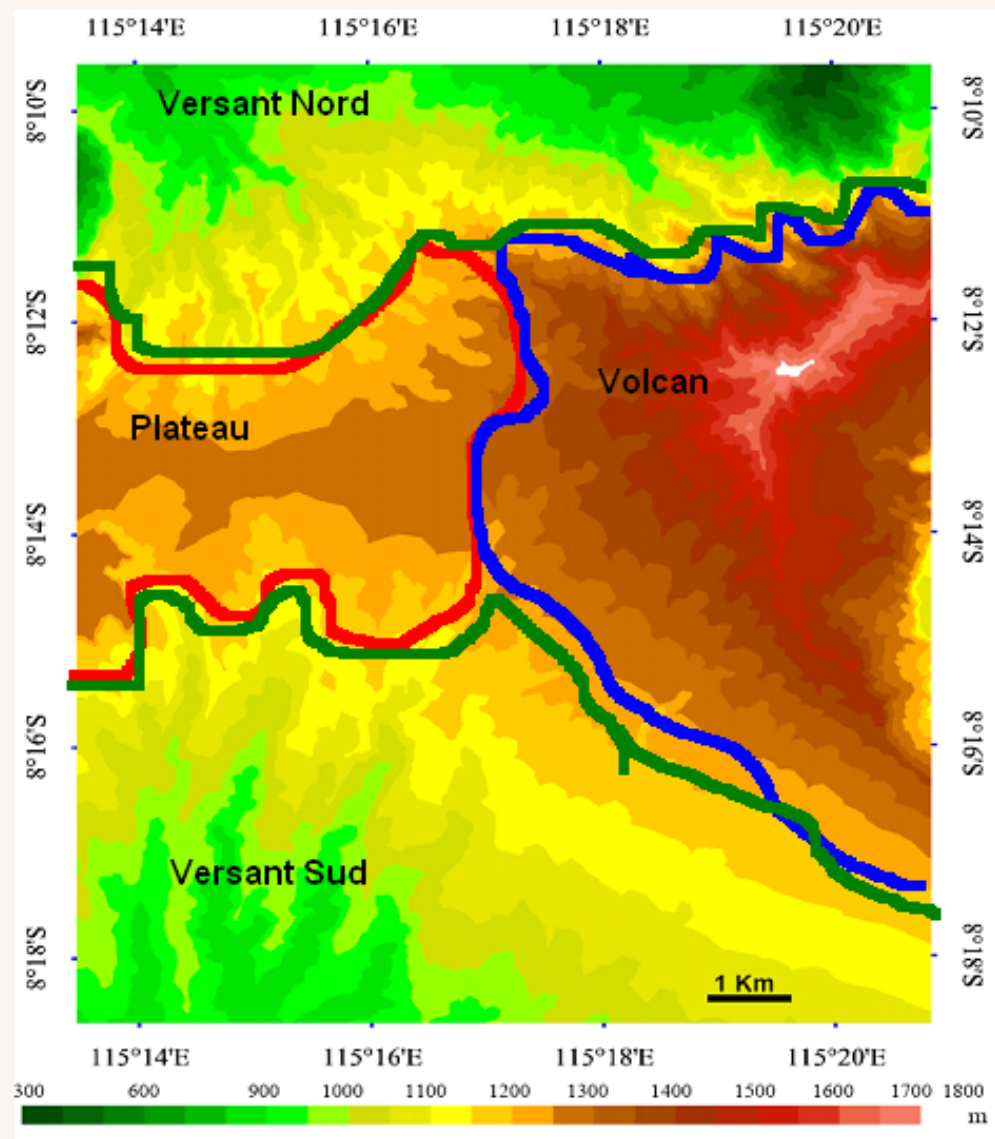 115°14'E 115°16'E 115°18'E 115°20'E
Versant Nord
8°10'S 8°10'S
8°12'S 8°12'S
Volcan
Plateau
8°14'S 8°14'S
8°16'S 8°16'S
Versant Sud
8°18'S 8°18'S
1 Km
115°14'E 115°16'E 115°18'E 115°20'E
300 600 900 1000 1100 1200 1300 1400 1500 1600 1700 1800
m